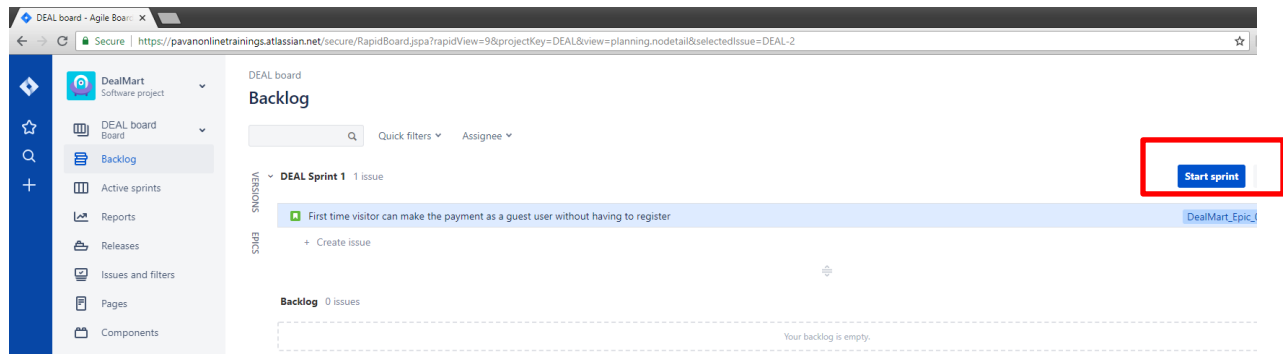 DEAL board - Agile Boar
Secure | https://pavanonlinetrainings.atlassian.net/secure/RapidBoard.jspa?rapidView=9&projectKey=DEAL&view=planning.nodetail&selectedIssue=DEAL-2
DealMart
Software project
DEAL board
Board
Backlog
Active sprints
Reports
Releases
Issues and filters
Pages
Components
DEAL board
Backlog
Quick filters Assignee
VERSIONS
EPICS
DEAL Sprint 1 1 issue Start sprint
First time visitor can make the payment as a guest user without having to register DealMart_Epic_
+ Create issue
Backlog 0 issues
Your backlog is empty.